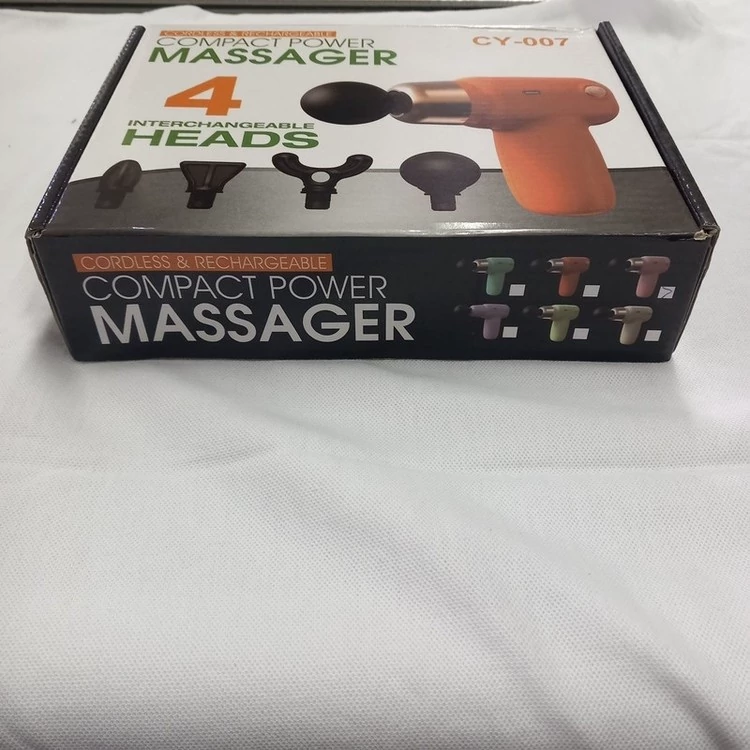 CORDLESS & RECHARGEABLE
COMPACT POWER
MASSAGER
CY-007
4
INTERCHANGEABLE
HEADS
CORDLESS & RECHARGEABLE
COMPACT POWER
MASSAGER